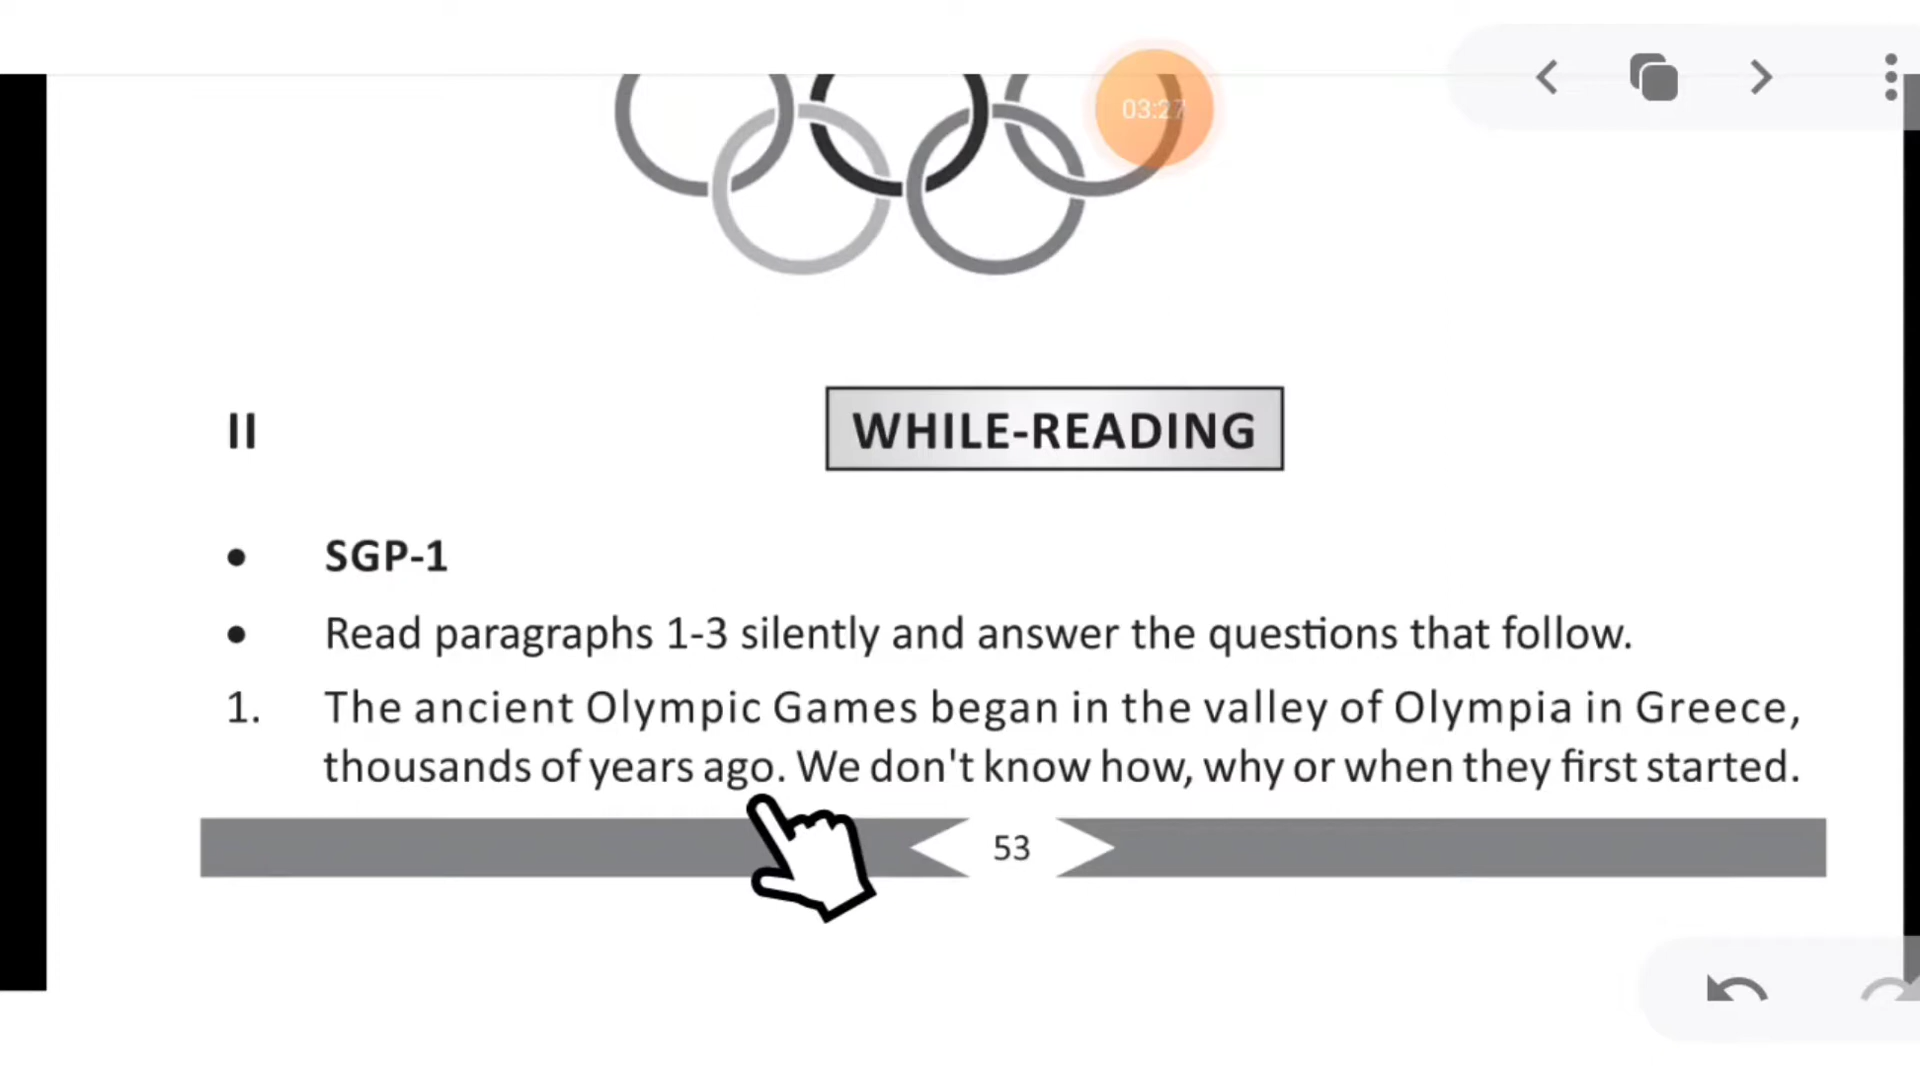 03:27
II
WHILE-READING
• SGP-1
• Read paragraphs 1-3 silently and answer the questions that follow.
1. The ancient Olympic Games began in the valley of Olympia in Greece,
thousands of years ago. We don't know how, why or when they first started.
53